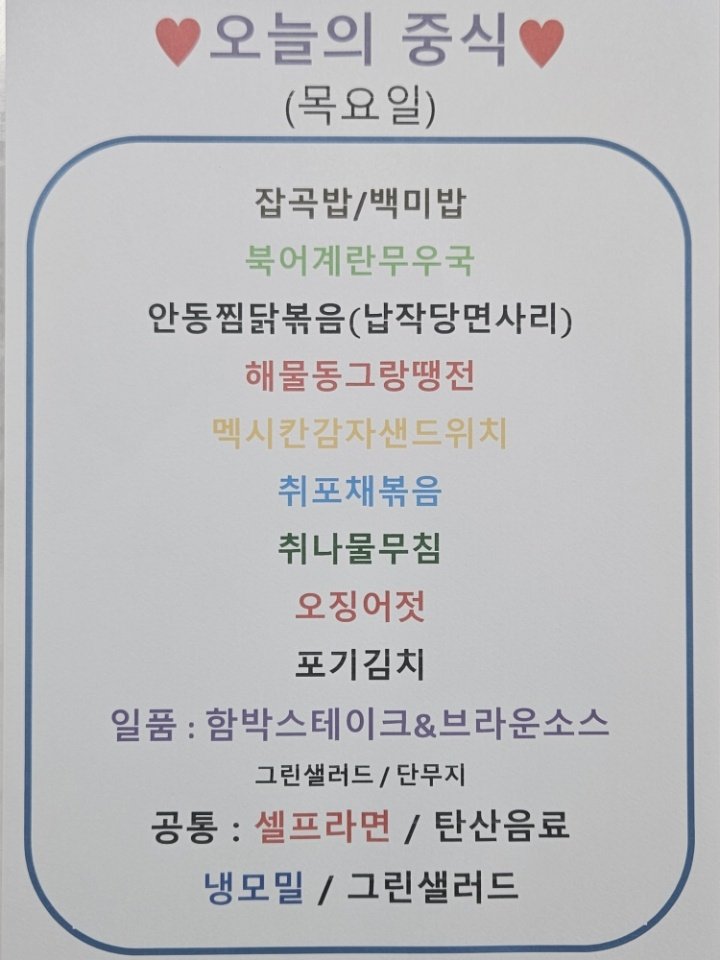 ♥오늘의 중식♥
(목요일)
잡곡밥/백미밥
북어계란무우국
안동찜닭볶음(납작당면사리)
해물동그랑땡전
멕시칸감자샌드위치
취포채볶음
취나물무침
오징어젓
포기김치
일품 : 함박스테이크&브라운소스
그린샐러드 / 단무지
공통 : 셀프라면 / 탄산음료
냉모밀 / 그린샐러드